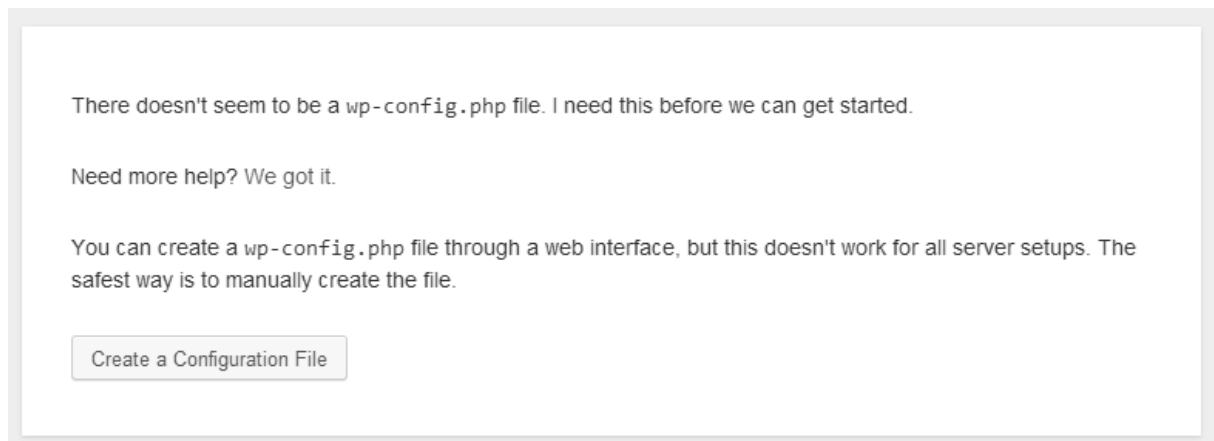 There doesn't seem to be a wp-config.php file. I need this before we can get started.
Need more help? We got it.
You can create a wp-config.php file through a web interface, but this doesn't work for all server setups. The
safest way is to manually create the file.
Create a Configuration File